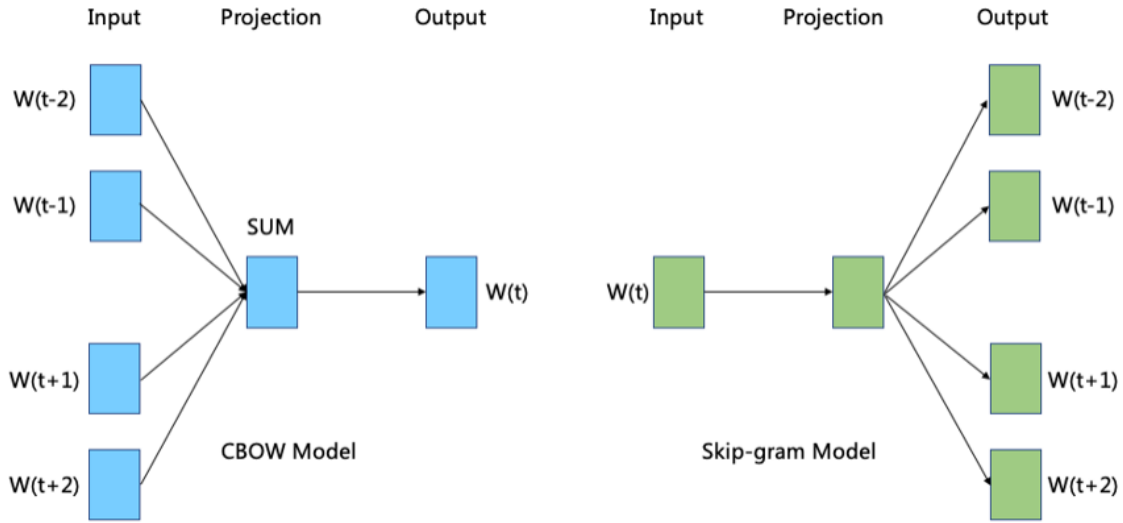 Input Projection Output
W(t-2)
W(t-1)
SUM
W(t)
W(t+1)
CBOW Model
W(t+2)
Input Projection Output
W(t-2)
W(t-1)
W(t)
W(t+1)
Skip-gram Model
W(t+2)